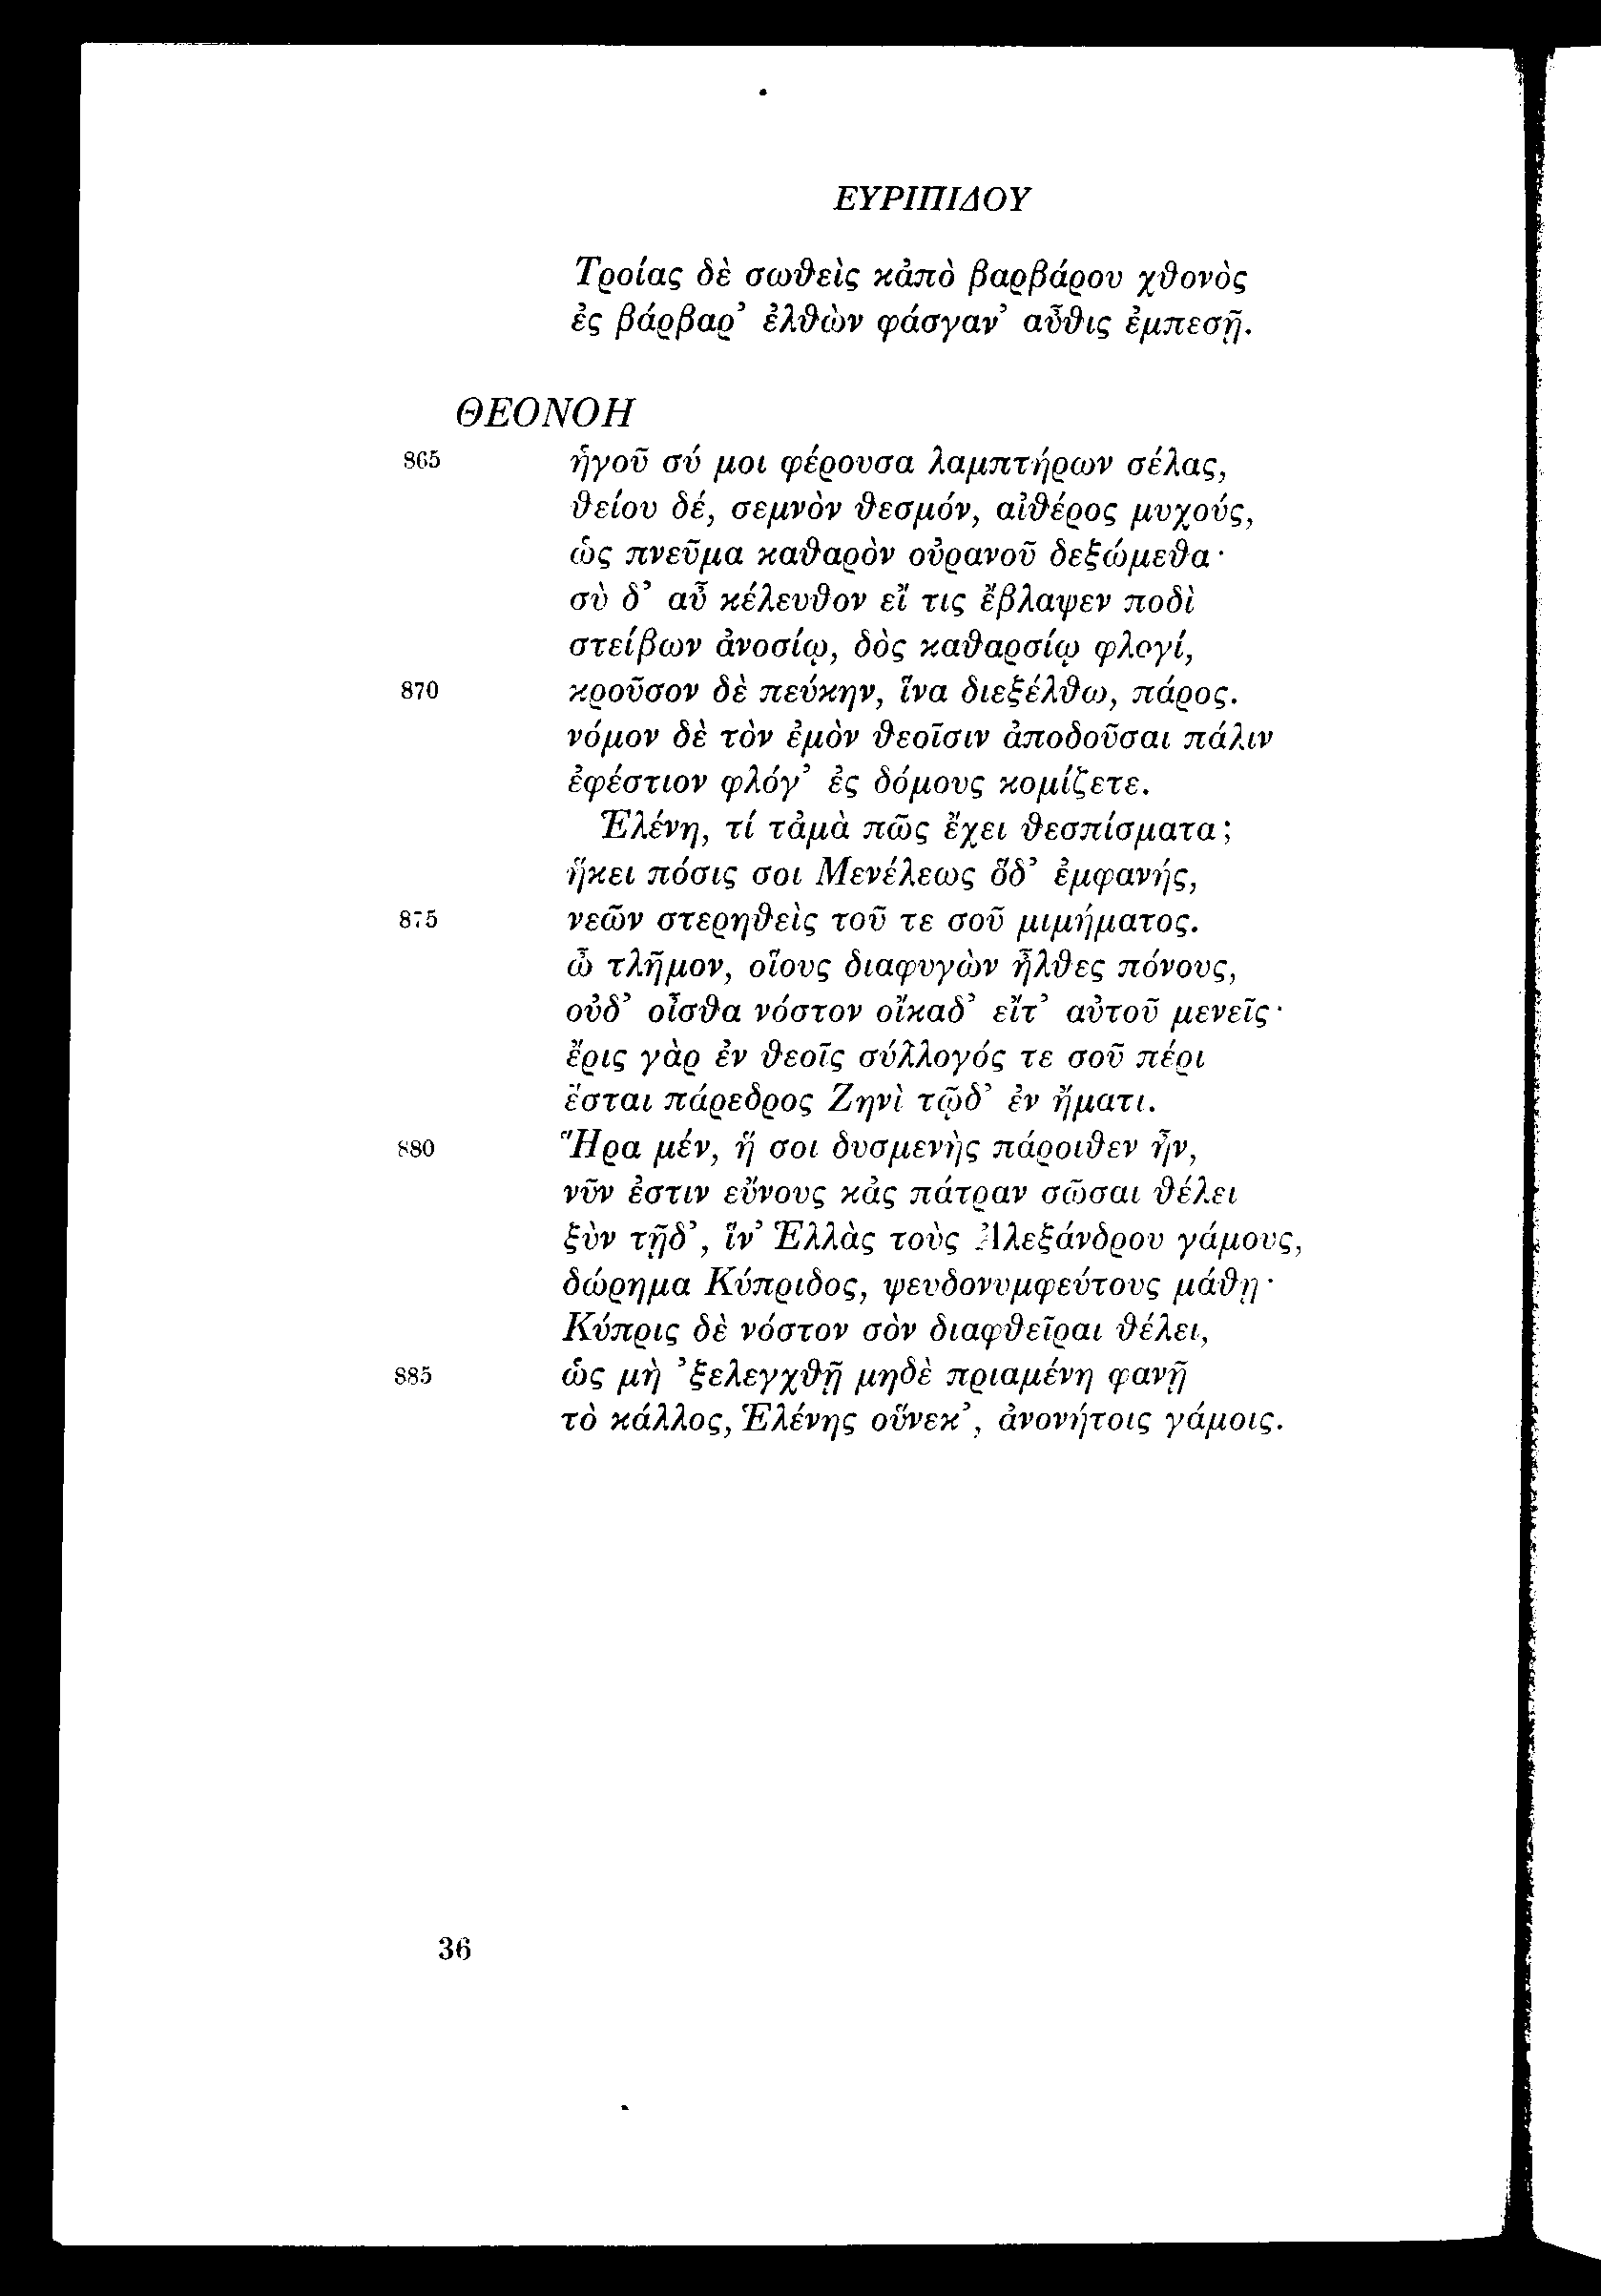 ΕΥΡΙΠΙΔΟΥ
Τροίας δὲ σωθεὶς κἀπὸ βαρβάρου χθονὸς
ἐς βάρβαρ’ ἐλθὼν φάσγαν’ αὖθις ἐμπεσῇ.
ΘΕΟΝΟΗ
865 ἡγοῦ σύ μοι φέρουσα λαμπτήρων σέλας,
θείου δέ, σεμνὸν θεσμόν, αἰθέρος μυχούς,
ὡς πνεῦμα καθαρὸν οὐρανοῦ δεξώμεθα·
σὺ δ’ αὖ κέλευθον εἴ τις ἔβλαψεν ποδὶ
στείβων ἀνοσίῳ, δὸς καθαρσίῳ φλογί,
870 κροῦσον δὲ πεύκην, ἵνα διεξέλθω, πάρος.
νόμον δὲ τὸν ἐμὸν θεοῖσιν ἀποδοῦσαι πάλιν
ἐφέστιον φλόγ’ ἐς δόμους κομίζετε.
Ἑλένη, τί τἀμὰ πῶς ἔχει θεσπίσματα;
ἥκει πόσις σοι Μενέλεως ὅδ’ ἐμφανής,
875 νεῶν στερηθεὶς τοῦ τε σοῦ μιμήματος.
ὦ τλῆμον, οἵους διαφυγὼν ἦλθες πόνους,
οὐδ’ οἶσθα νόστον οἴκαδ’ εἴτ’ αὐτοῦ μενεῖς·
ἔρις γὰρ ἐν θεοῖς σύλλογός τε σοῦ πέρι
ἔσται πάρεδρος Ζηνὶ τῷδ’ ἐν ἤματι.
880 Ἥρα μέν, ἥ σοι δυσμενὴς πάροιθεν ἦν,
νῦν ἐστιν εὔνους κἀς πάτραν σῶσαι θέλει
ξὺν τῇδ’, ἵν’ Ἑλλὰς τοὺς Ἀλεξάνδρου γάμους,
δώρημα Κύπριδος, ψευδονυμφεύτους μάθῃ·
Κύπρις δὲ νόστον σὸν διαφθεῖραι θέλει,
885 ὡς μὴ ’ξελεγχθῇ μηδὲ πριαμένη φανῇ
τὸ κάλλος, Ἑλένης οὕνεκ’, ἀνονήτοις γάμοις.
36